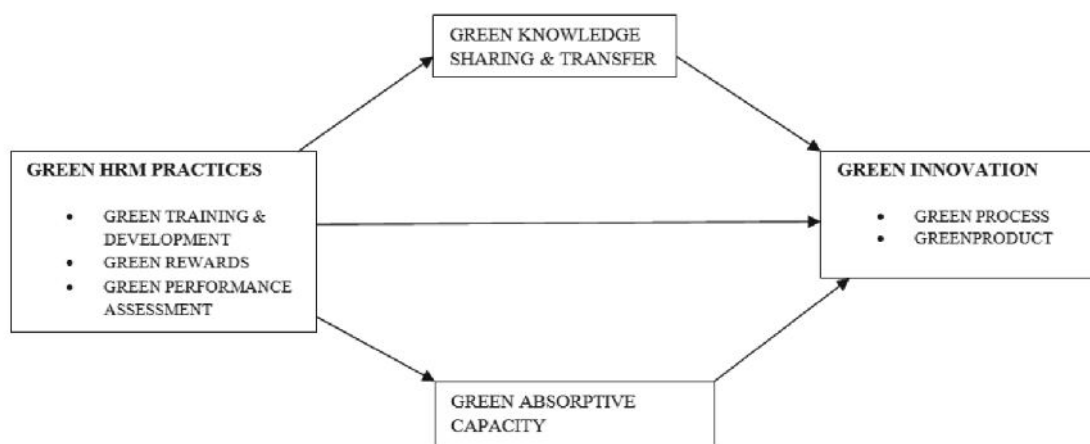 GREEN KNOWLEDGE
SHARING & TRANSFER
GREEN HRM PRACTICES
• GREEN TRAINING &
DEVELOPMENT
• GREEN REWARDS
• GREEN PERFORMANCE
ASSESSMENT
GREEN INNOVATION
• GREEN PROCESS
• GREENPRODUCT
GREEN ABSORPTIVE
CAPACITY